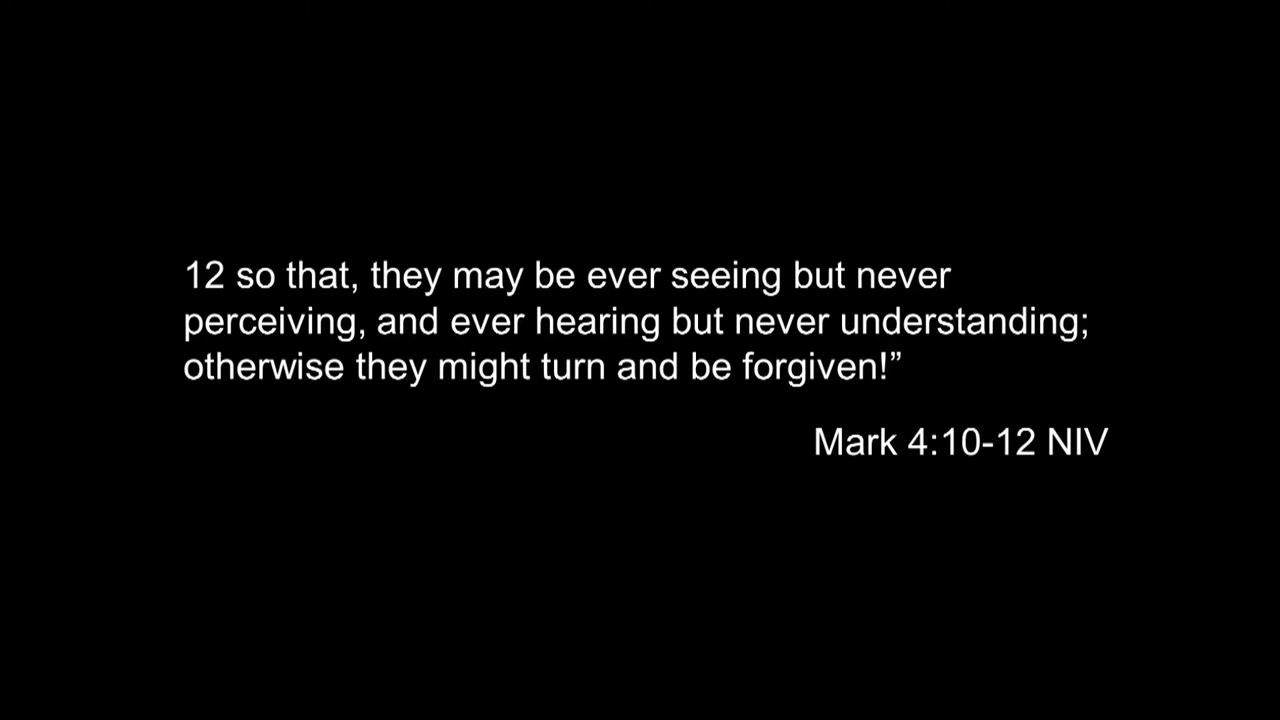 12 so that, they may be ever seeing but never
perceiving, and ever hearing but never understanding;
otherwise they might turn and be forgiven!”
Mark 4:10-12 NIV